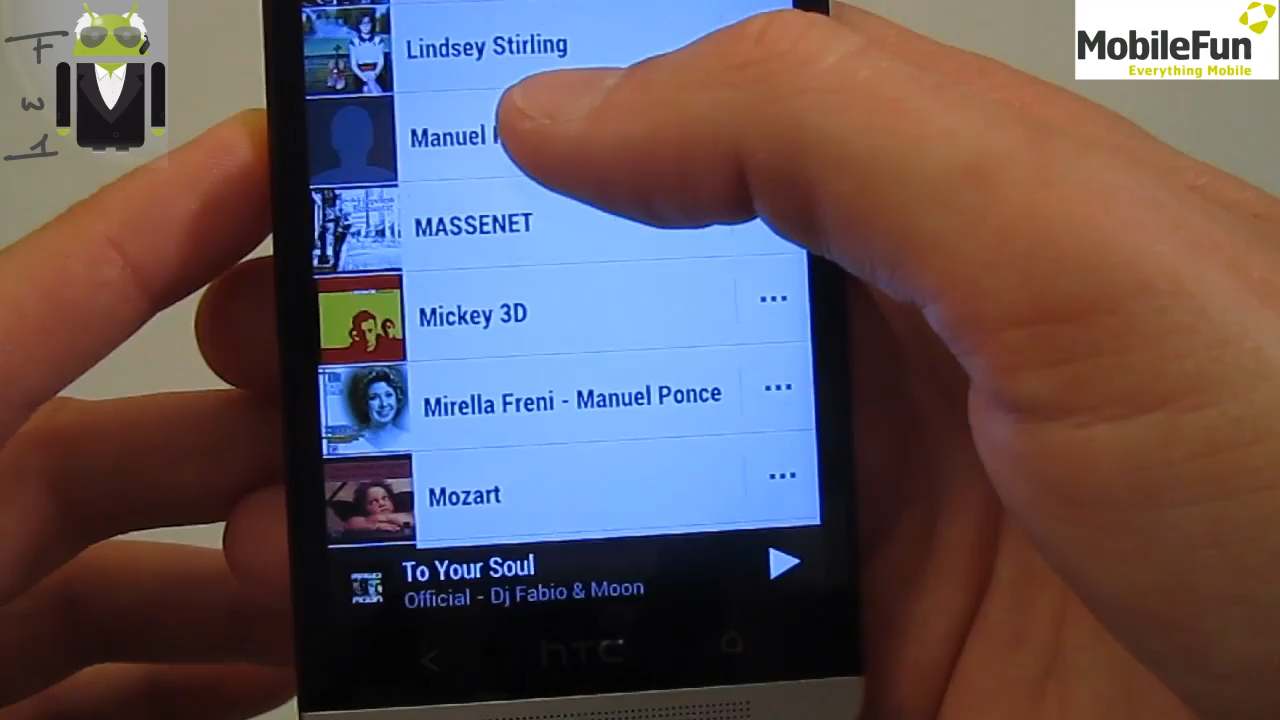 Lindsey Stirling
Manuel
MASSENET
Mickey 3D
Mirella Freni - Manuel Ponce
Mozart
To Your Soul
Official - Dj Fabio & Moon
hTC
MobileFun
Everything Mobile
F
w
1